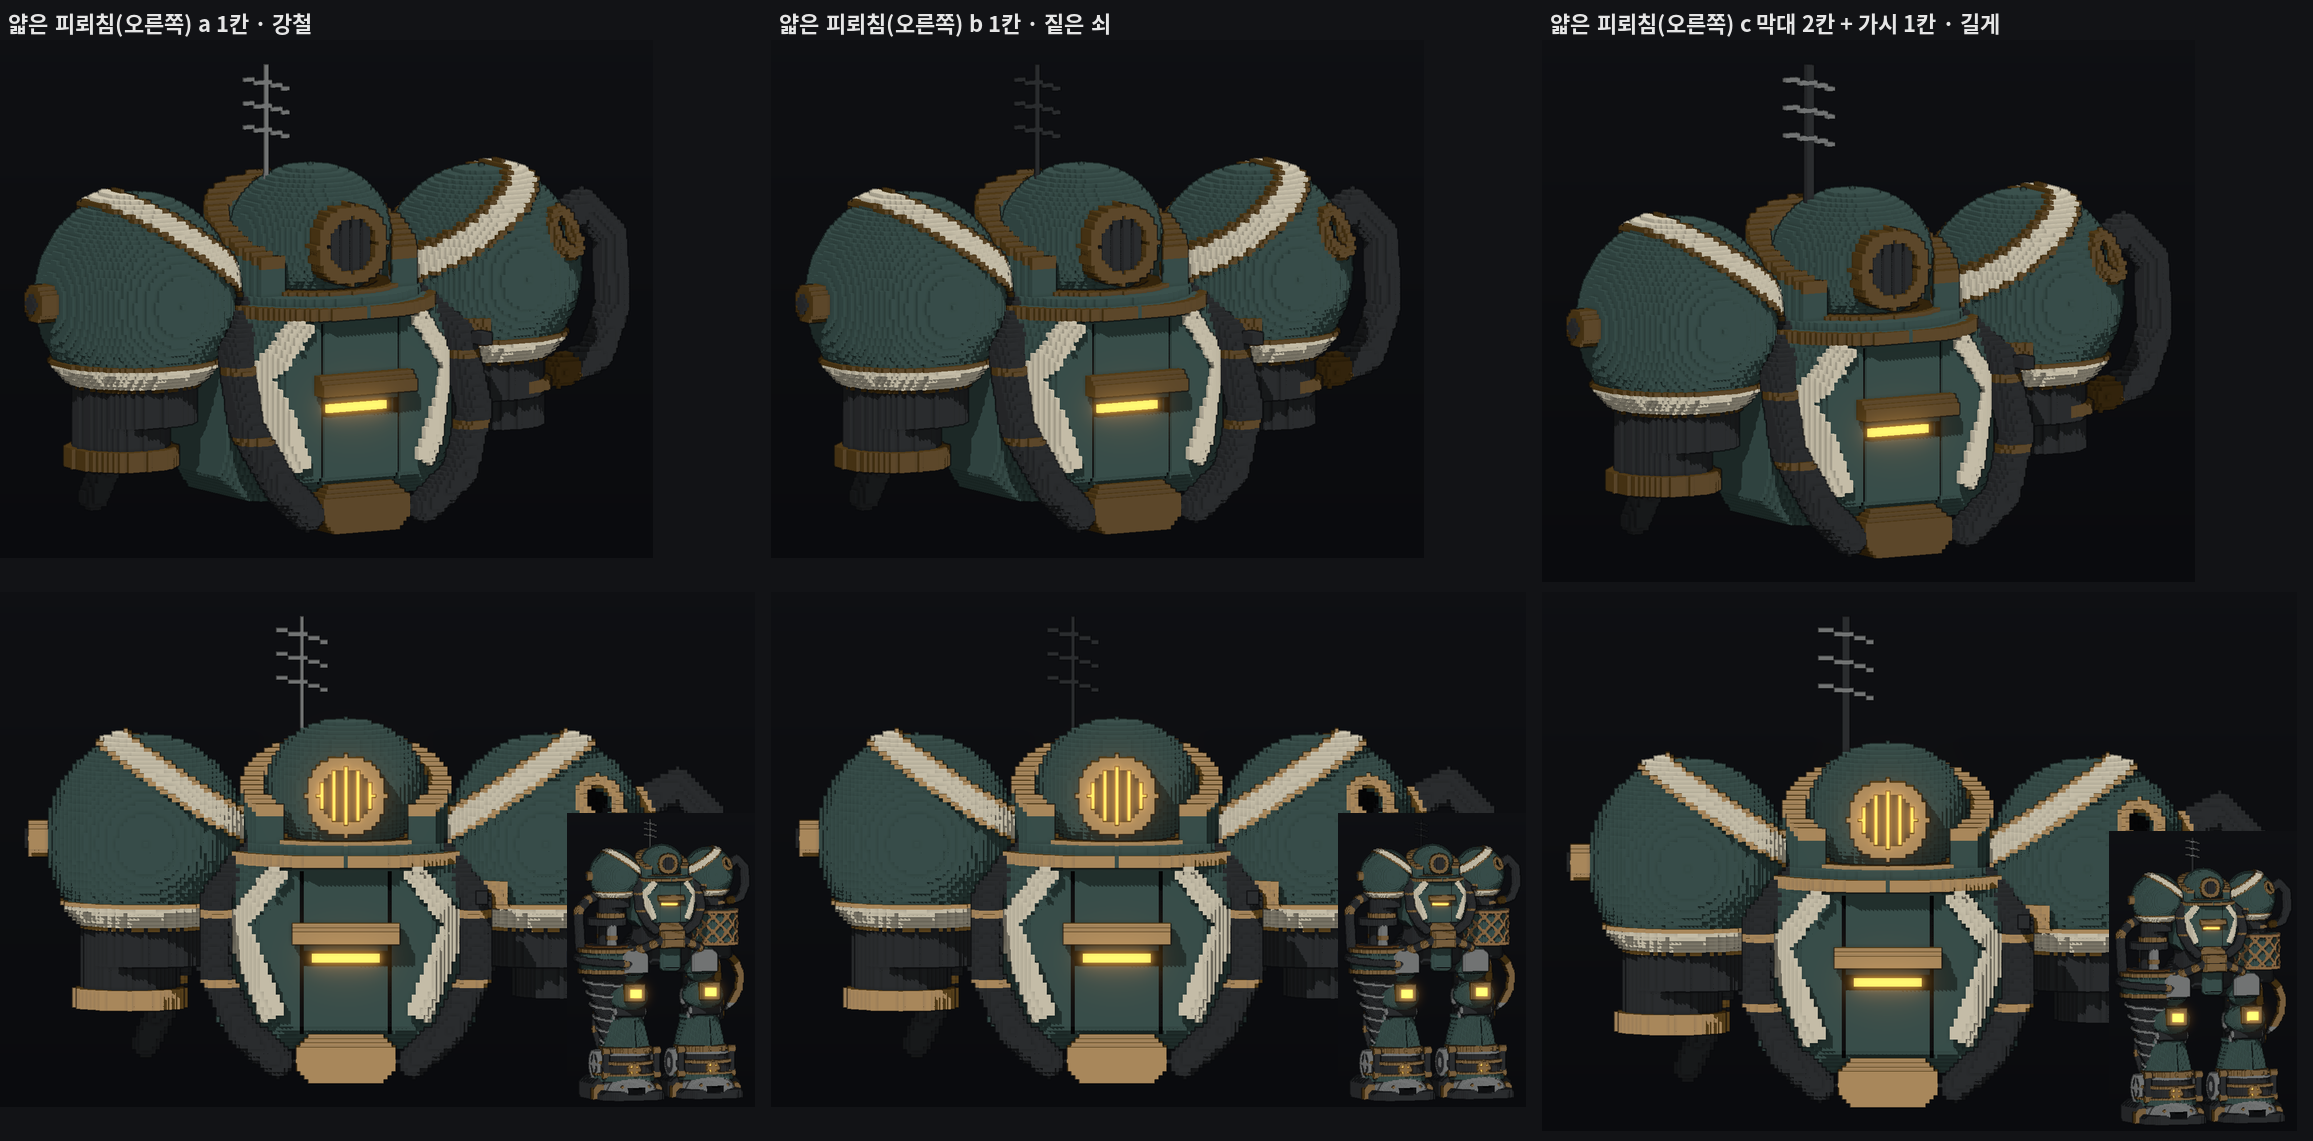 얇은 피뢰침(오른쪽) a 1칸 · 강철
얇은 피뢰침(오른쪽) b 1칸 · 짙은 쇠
얇은 피뢰침(오른쪽) c 막대 2칸 + 가시 1칸 · 길게